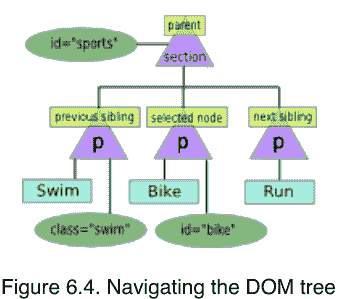 parent
id="sports"
section
previous sibling
selected node
next sibling
p
p
p
Swim
Bike
Run
class="swim"
id="bike"
Figure 6.4. Navigating the DOM tree